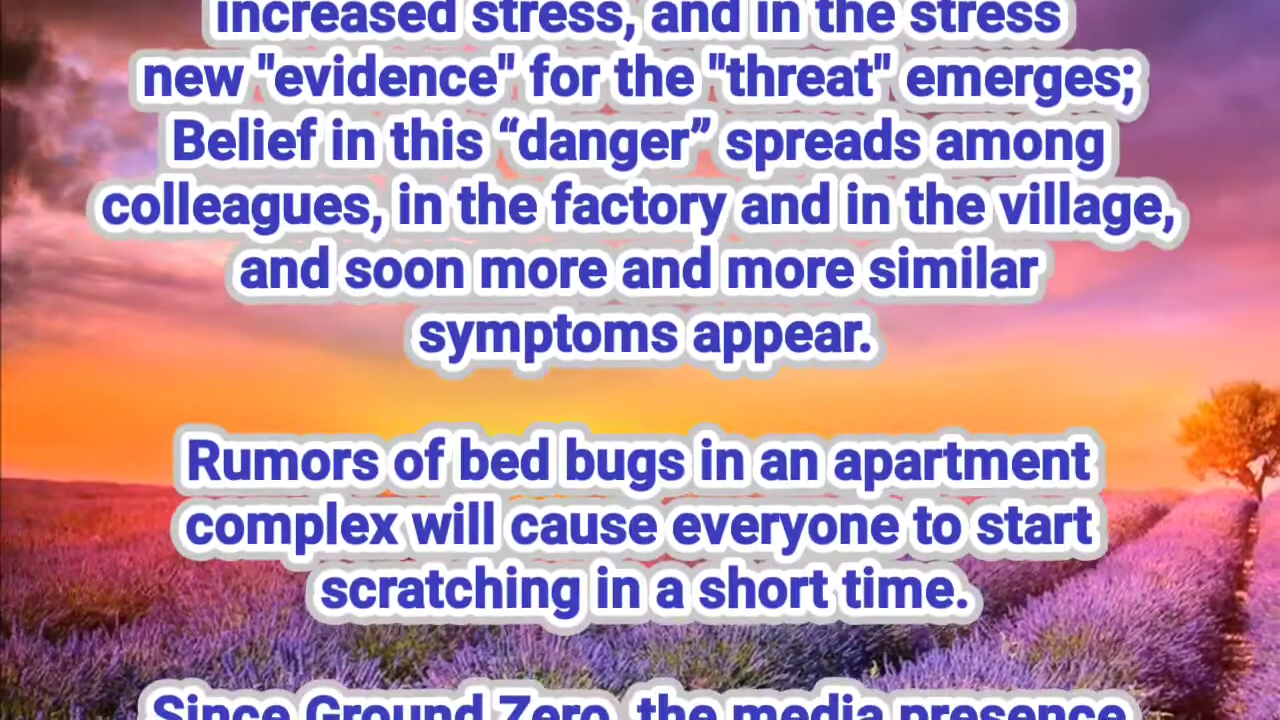 increased stress, and in the stress
new "evidence" for the "threat" emerges;
Belief in this “danger” spreads among
colleagues, in the factory and in the village,
and soon more and more similar
symptoms appear.
Rumors of bed bugs in an apartment
complex will cause everyone to start
scratching in a short time.
Since Ground Zero, the media presence